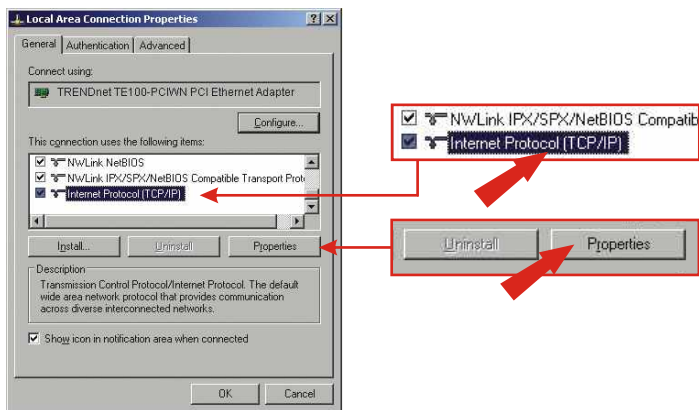 Local Area Connection Properties
General Authentication Advanced
Connect using:
TRENDnet TE100-PCIWN PCI Ethernet Adapter
Configure...
This connection uses the following items:
NWLink NetBIOS
NWLink IPX/SPX/NetBIOS Compatible Transport Prot
Internet Protocol (TCP/IP)
Install... Uninstall Properties
Description
Transmission Control Protocol/Internet Protocol. The default
wide area network protocol that provides communication
across diverse interconnected networks.
Show icon in notification area when connected
OK Cancel
NWLink IPX/SPX/NetBIOS Compatib
Internet Protocol (TCP/IP)
Uninstall Properties